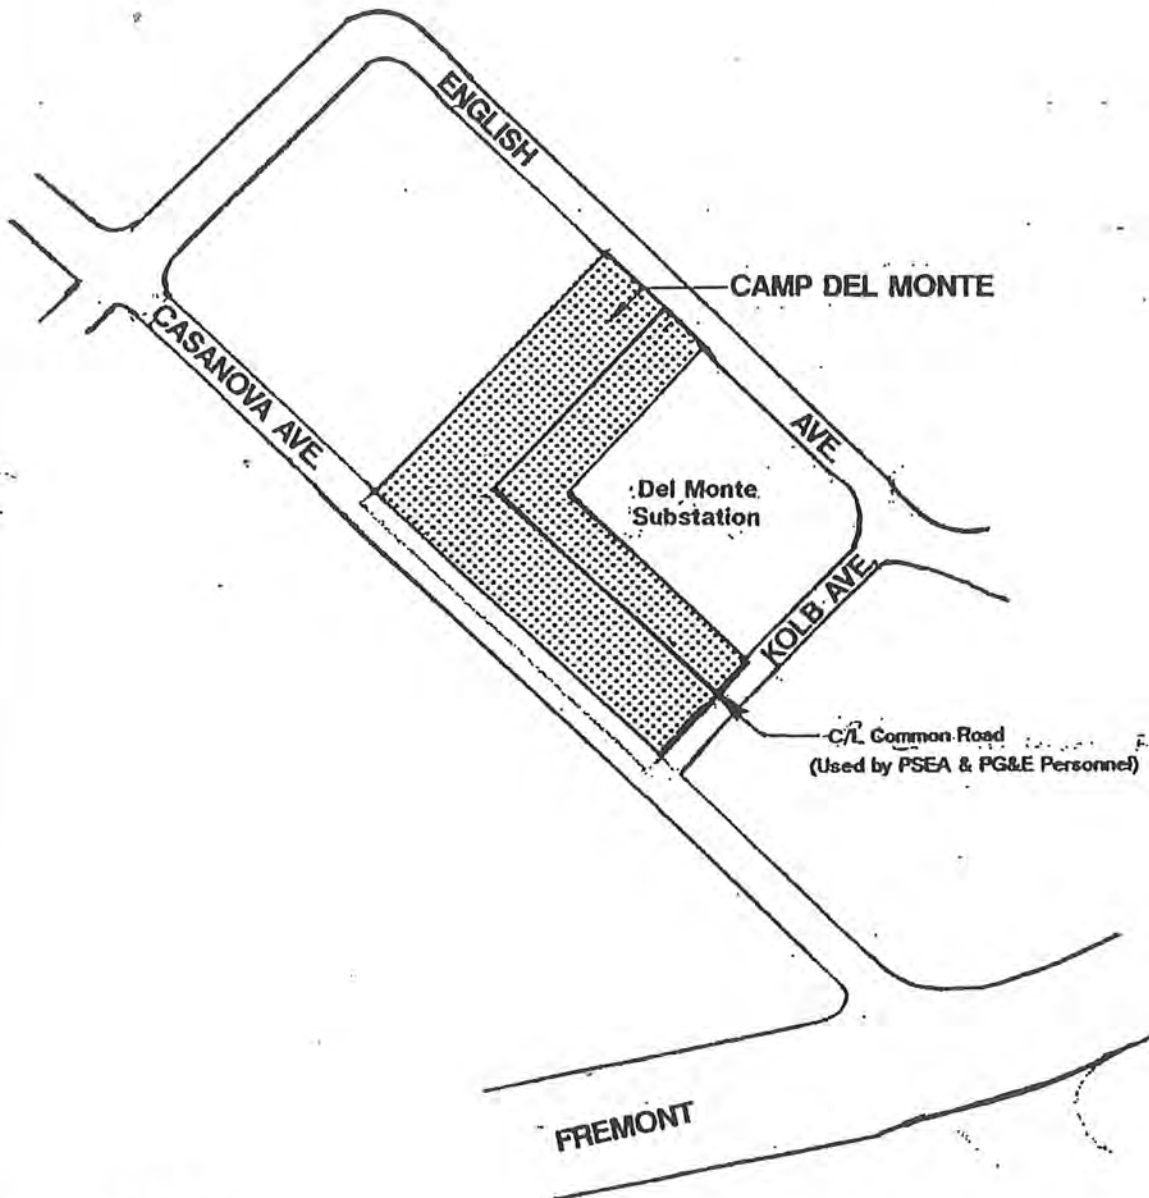 ENGLISH
CAMP DEL MONTE
CASANOVA AVE.
AVE.
Del Monte
Substation
KOLB AVE.
C/L Common Road
(Used by PSEA & PG&E Personnel)
FREMONT